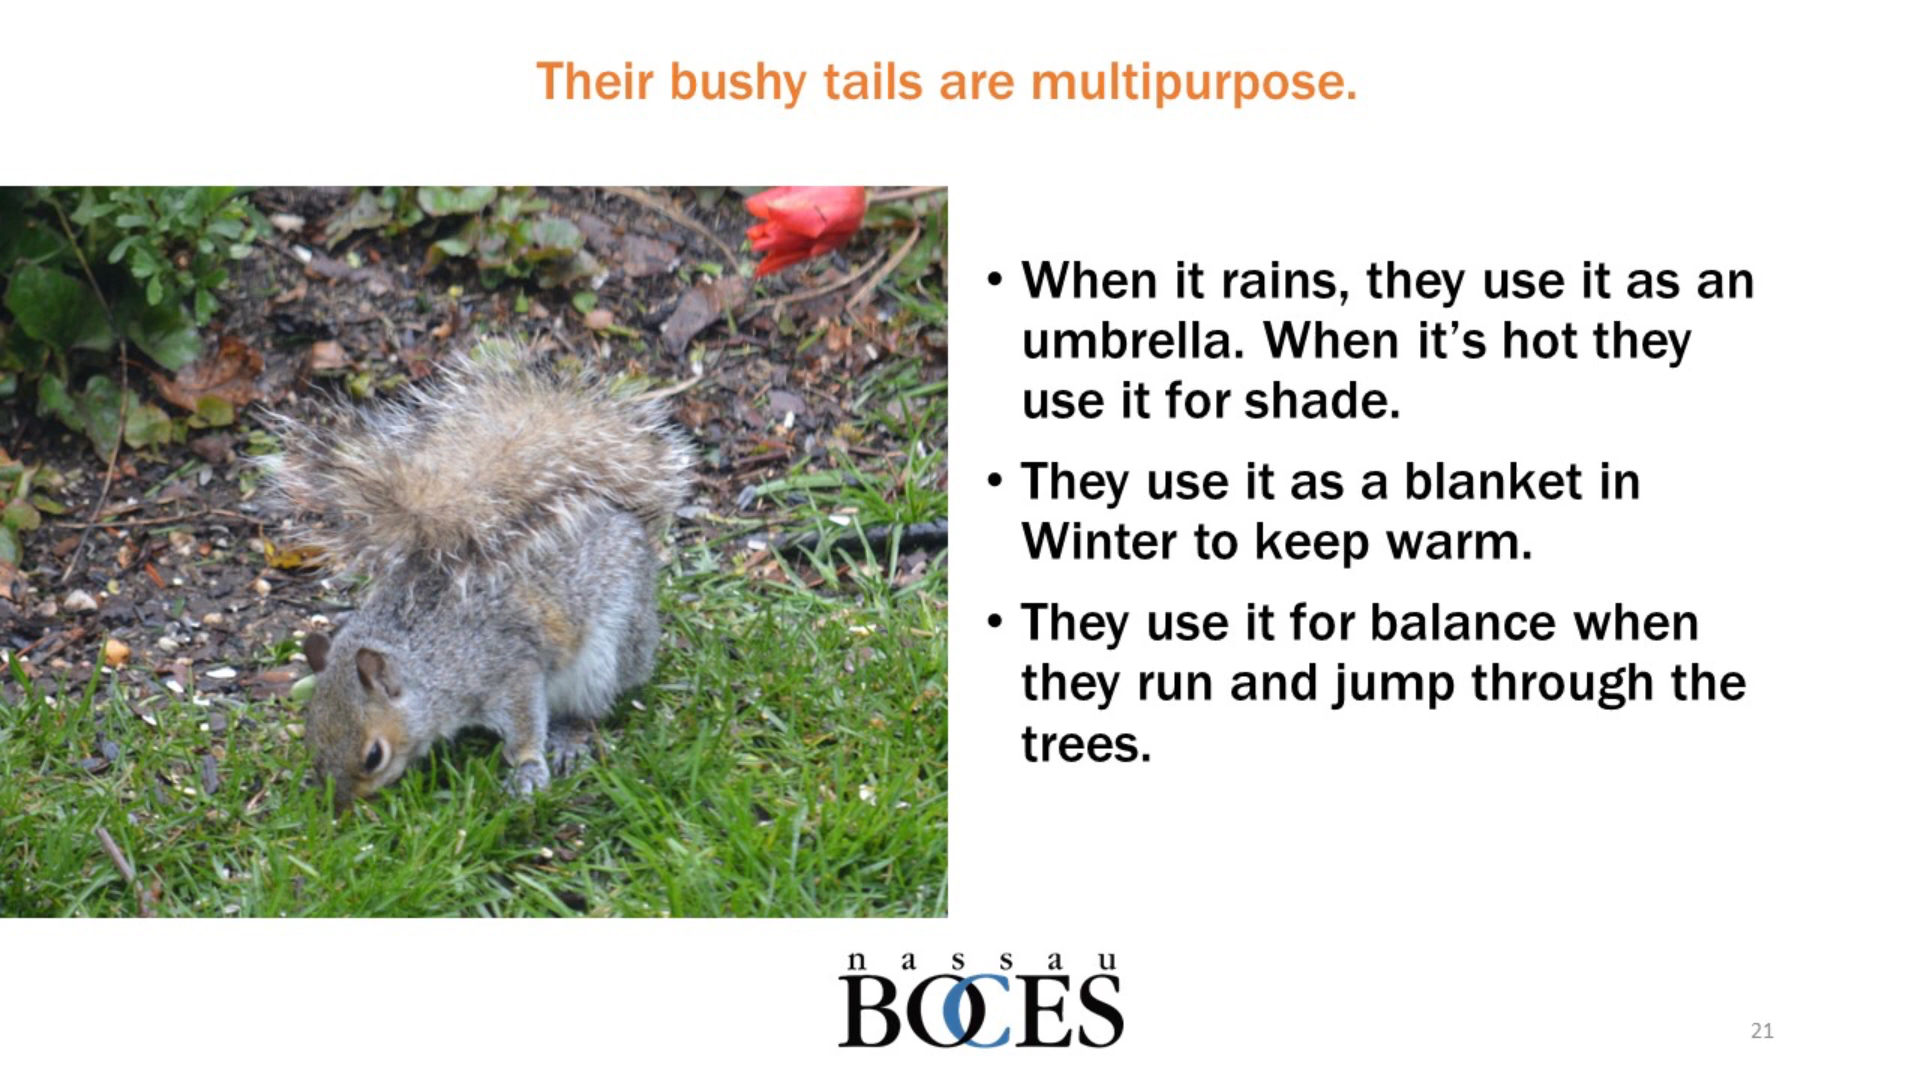 Their bushy tails are multipurpose.
• When it rains, they use it as an
umbrella. When it’s hot they
use it for shade.
• They use it as a blanket in
Winter to keep warm.
• They use it for balance when
they run and jump through the
trees.
nassau
BOCES
21